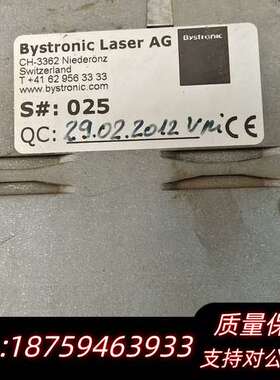 Bystronic Laser AG
CH-3362 Niederönz
Switzerland
T +41 62 956 33 33
www.bystronic.com
Bystronic
S#: 025
QC: 29.02.2012 CE
质量保
:18759463933
支持对公